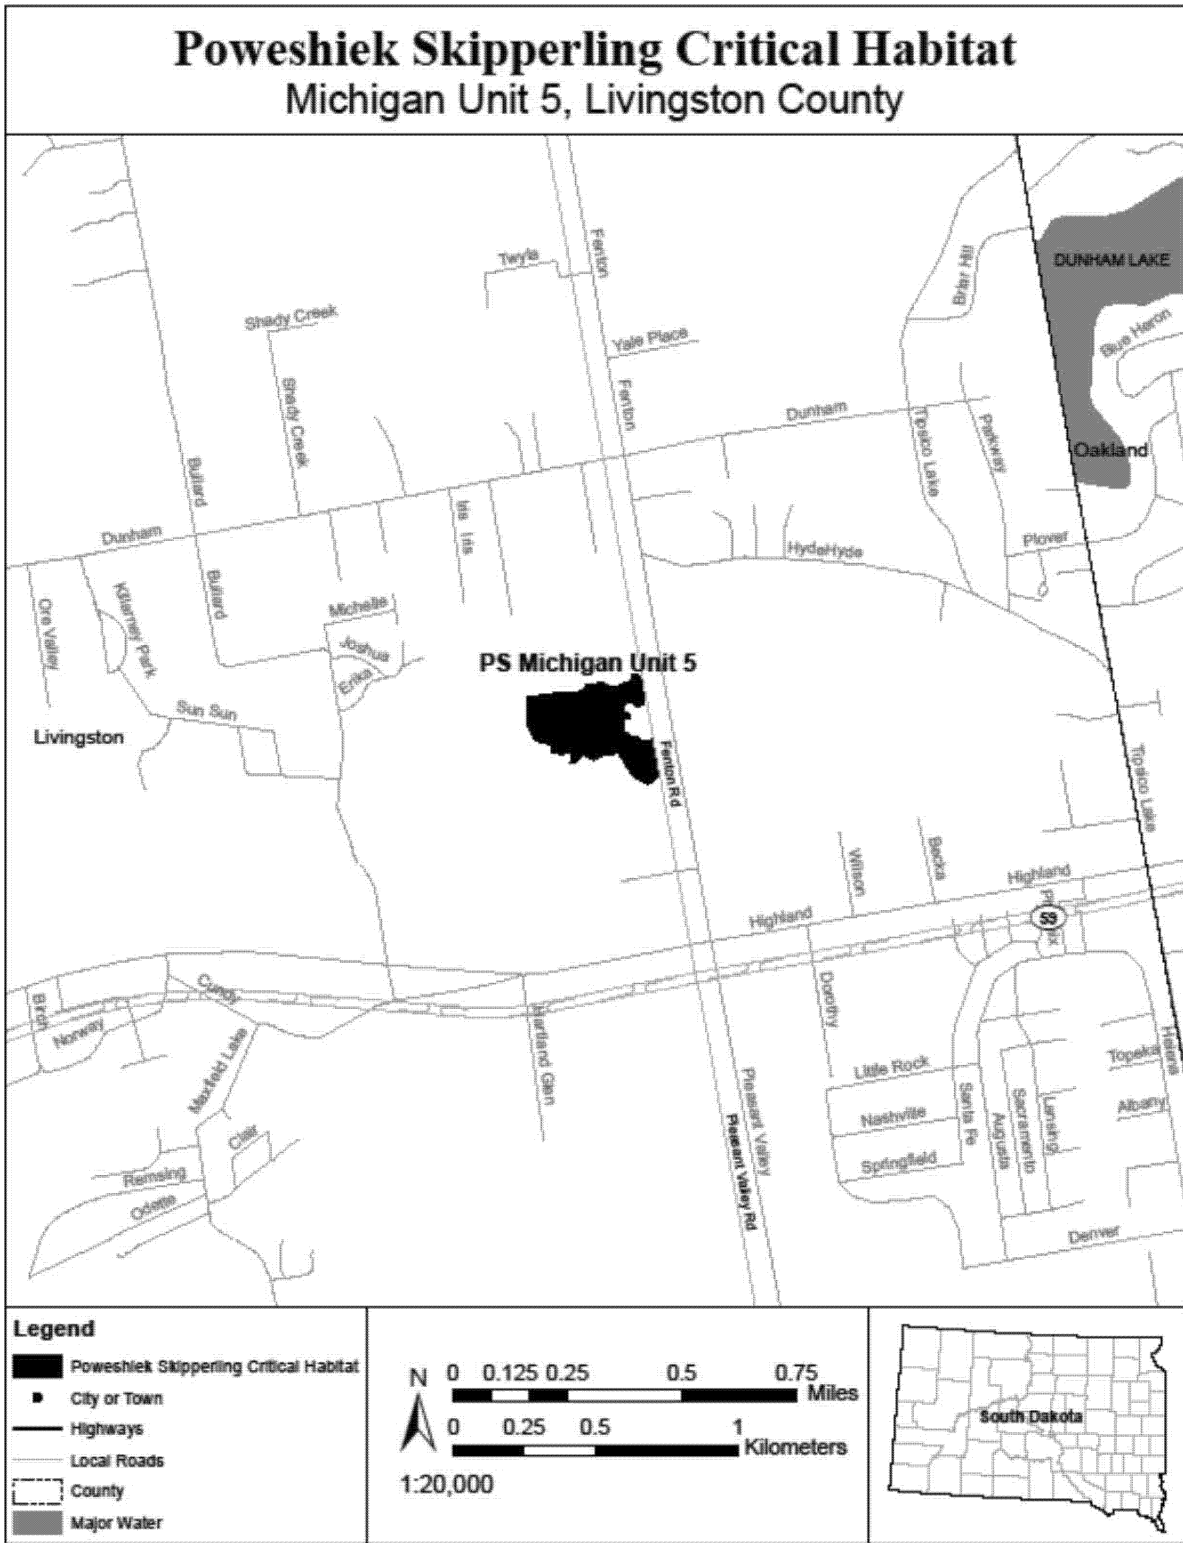 Poweshiek Skipperling Critical Habitat
Michigan Unit 5, Livingston County
Fenton
Twyla
DUNHAM LAKE
Briar Hill
Shady Creek
Blue Heron
Yale Place
Shady Creek
Fenton
Dunham
Tipsico Lake
Parkway
Oakland
Bullard
Iris Iris
Dunham
Plover
HydeHyde
Bullard
Killarney Park
Ore Valley
Michelle
Joshua
PS Michigan Unit 5
Erika
Sun Sun
Livingston
Fenton Rd
Tipsico Lake
Wilson
Becka
Highland
Highland
59
Cundy
Birch
Norway
Dorothy
Hartland Glen
Maxfield Lake
Helena
Topeka
Little Rock
Pleasant Valley
Santa Fe
Augusta
Sacramento
Lansing
Albany
Nashville
Pleasant Valley Rd
Clair
Springfield
Remsing
Odette
Denver
Legend
Poweshiek Skipperling Critical Habitat
City or Town
Highways
Local Roads
County
Major Water
N
0 0.125 0.25 0.5 0.75
Miles
0 0.25 0.5 1
Kilometers
1:20,000
South Dakota